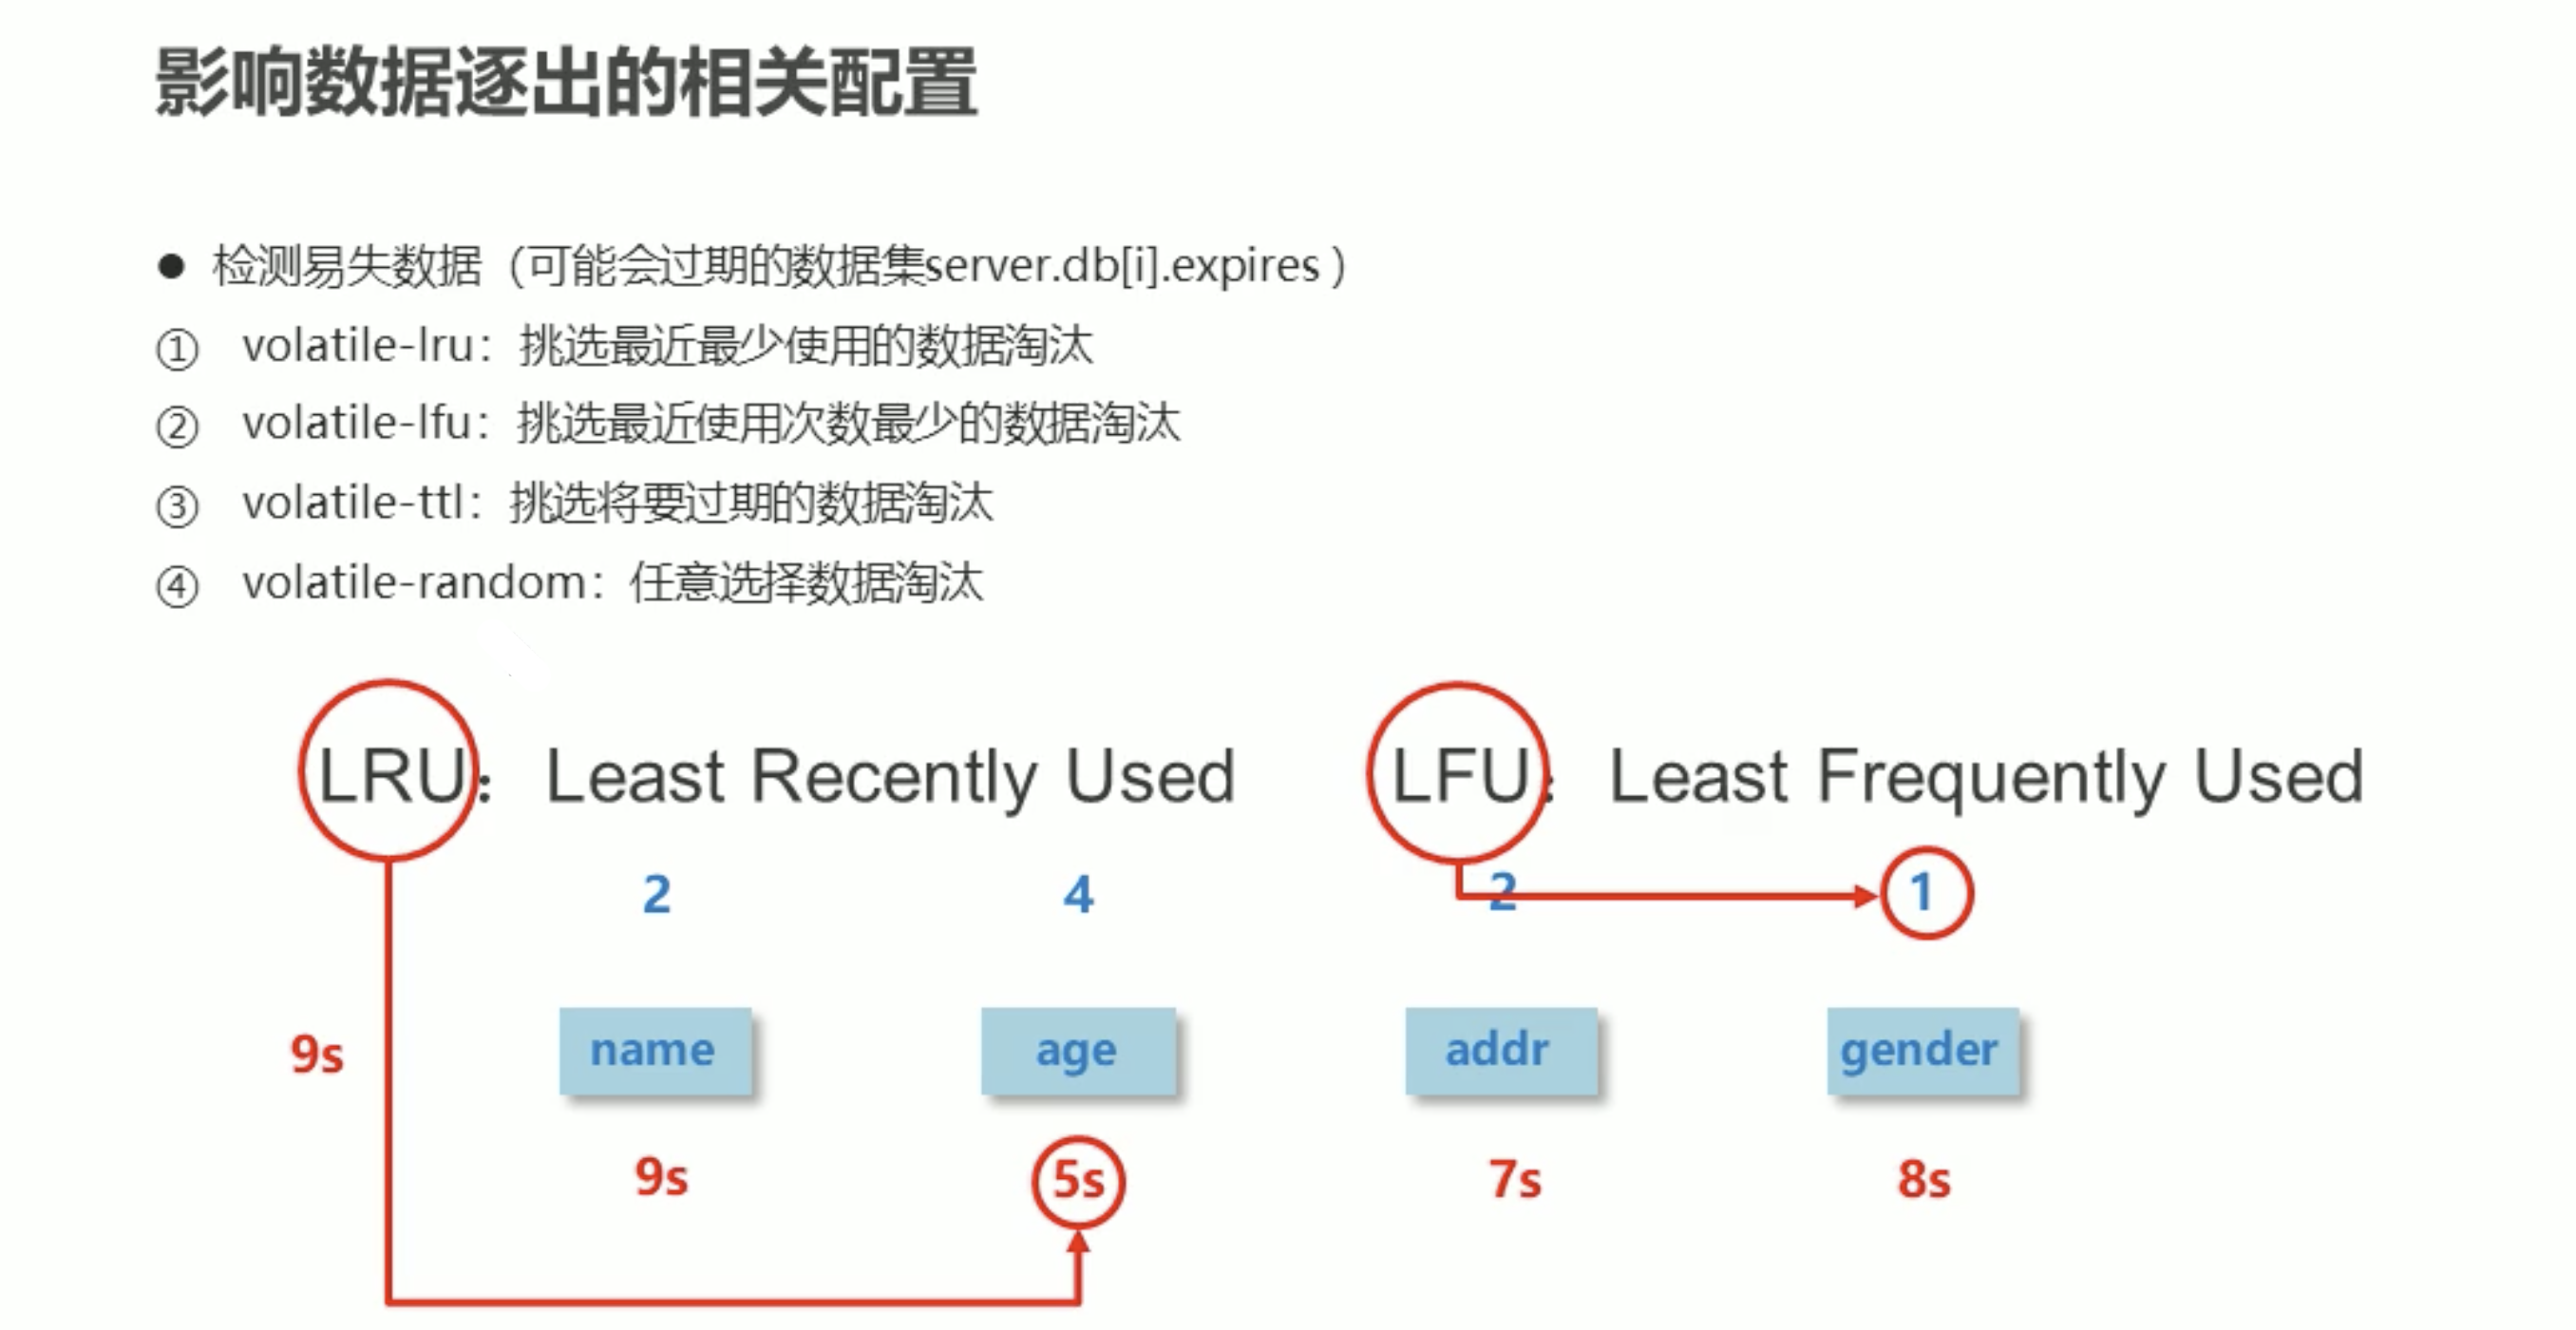 影响数据逐出的相关配置
● 检测易失数据（可能会过期的数据集server.db[i].expires ）
① volatile-lru：挑选最近最少使用的数据淘汰
② volatile-lfu：挑选最近使用次数最少的数据淘汰
③ volatile-ttl：挑选将要过期的数据淘汰
④ volatile-random：任意选择数据淘汰
LRU： Least Recently Used LFU： Least Frequently Used
2 4 2 1
9s name age addr gender
9s 5s 7s 8s